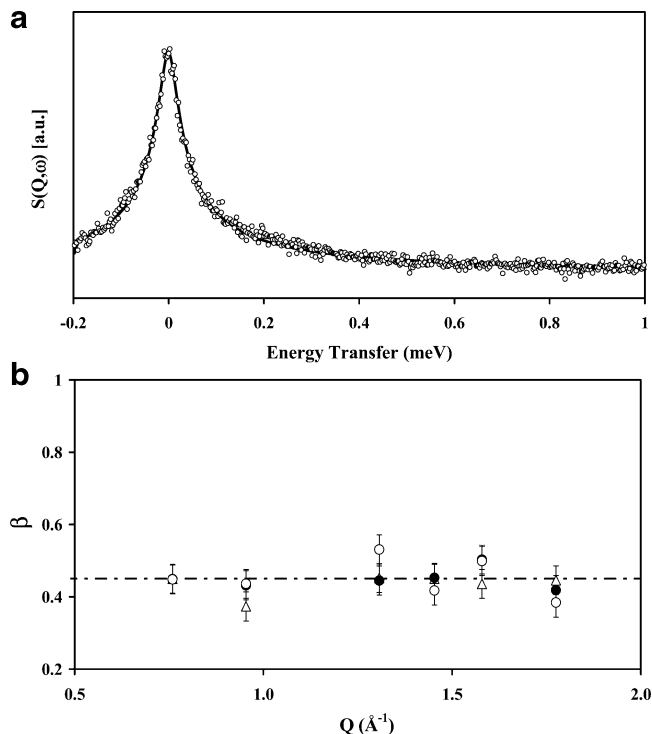 a
S(Q,ω) [a.u.]
-0.2 0 0.2 0.4 0.6 0.8 1
Energy Transfer (meV)
b
1
0.8
0.6
0.4
0.2
β
0.5 1.0 1.5 2.0
Q (Å⁻¹)